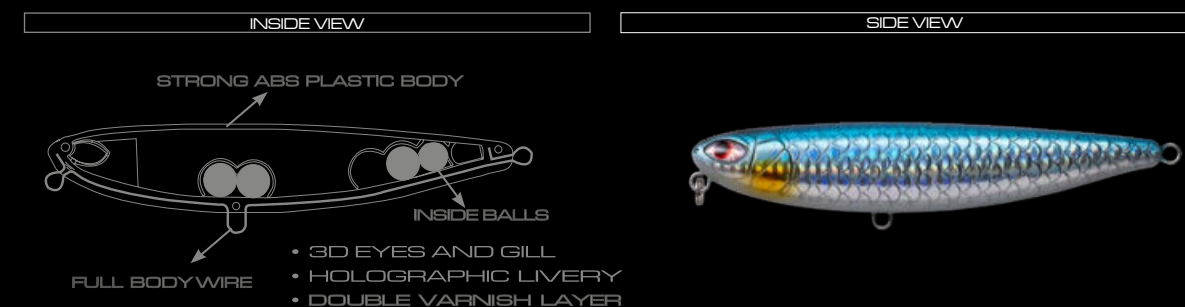 INSIDE VIEW
SIDE VIEW
STRONG ABS PLASTIC BODY
INSIDE BALLS
FULL BODY WIRE
• 3D EYES AND GILL
• HOLOGRAPHIC LIVERY
• DOUBLE VARNISH LAYER